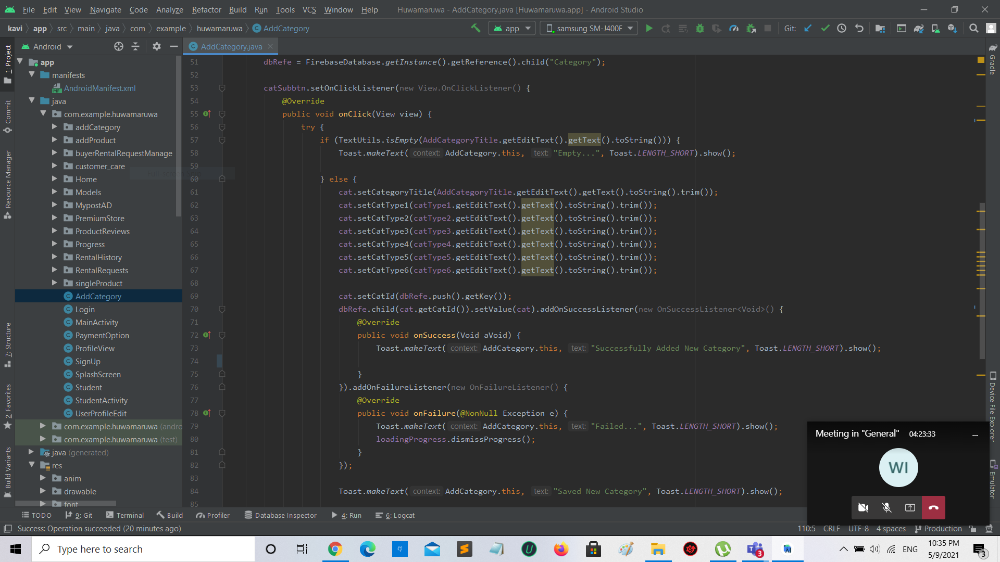 File Edit View Navigate Code Analyze Refactor Build Run Tools VCS Window Help Huwamaruwa - AddCategory.java [Huwamaruwa.app] - Android Studio
kavi app src main java com example huwamaruwa AddCategory app samsung SM-J400F Git:
Android
AddCategory.java
1: Project
Commit
Resource Manager
7: Structure
2: Favorites
Build Variants
app
manifests
AndroidManifest.xml
java
com.example.huwamaruwa
addCategory
addProduct
buyerRentalRequestManage
customer_care
Home
Models
MypostAD
PremiumStore
ProductReviews
Progress
RentalHistory
RentalRequests
singleProduct
AddCategory
Login
MainActivity
PaymentOption
ProfileView
SignUp
SplashScreen
Student
StudentActivity
UserProfileEdit
com.example.huwamaruwa (andro
com.example.huwamaruwa (test)
java (generated)
res
anim
drawable
font
51 dbRefe = FirebaseDatabase.getInstance().getReference().child("Category");
52
53 catSubbtn.setOnClickListener(new View.OnClickListener() {
54 @Override
55 public void onClick(View view) {
56 try {
57 if (TextUtils.isEmpty(AddCategoryTitle.getEditText().getText().toString())) {
58 Toast.makeText( context: AddCategory.this, text: "Empty...", Toast.LENGTH_SHORT).show();
59
60 } else {
61 cat.setCategoryTitle(AddCategoryTitle.getEditText().getText().toString().trim());
62 cat.setCatType1(catType1.getEditText().getText().toString().trim());
63 cat.setCatType2(catType2.getEditText().getText().toString().trim());
64 cat.setCatType3(catType3.getEditText().getText().toString().trim());
65 cat.setCatType4(catType4.getEditText().getText().toString().trim());
66 cat.setCatType5(catType5.getEditText().getText().toString().trim());
67 cat.setCatType6(catType6.getEditText().getText().toString().trim());
68
69 cat.setCatId(dbRefe.push().getKey());
70 dbRefe.child(cat.getCatId()).setValue(cat).addOnSuccessListener(new OnSuccessListener<Void>() {
71 @Override
72 public void onSuccess(Void aVoid) {
73 Toast.makeText( context: AddCategory.this, text: "Successfully Added New Category", Toast.LENGTH_SHORT).show();
74
75 }
76 }).addOnFailureListener(new OnFailureListener() {
77 @Override
78 public void onFailure(@NonNull Exception e) {
79 Toast.makeText( context: AddCategory.this, text: "Failed...", Toast.LENGTH_SHORT).show();
80 loadingProgress.dismissProgress();
81 }
82 });
83
84 Toast.makeText( context: AddCategory.this, text: "Saved New Category", Toast.LENGTH_SHORT).show();
85
Gradle
Device File Explorer
Emulator
Meeting in "General" 04:23:33
WI
TODO 9: Git Terminal Build Profiler Database Inspector 4: Run 6: Logcat
Success: Operation succeeded (20 minutes ago) 110:5 CRLF UTF-8 4 spaces Production
Type here to search
3
ENG
10:35 PM
5/9/2021
3